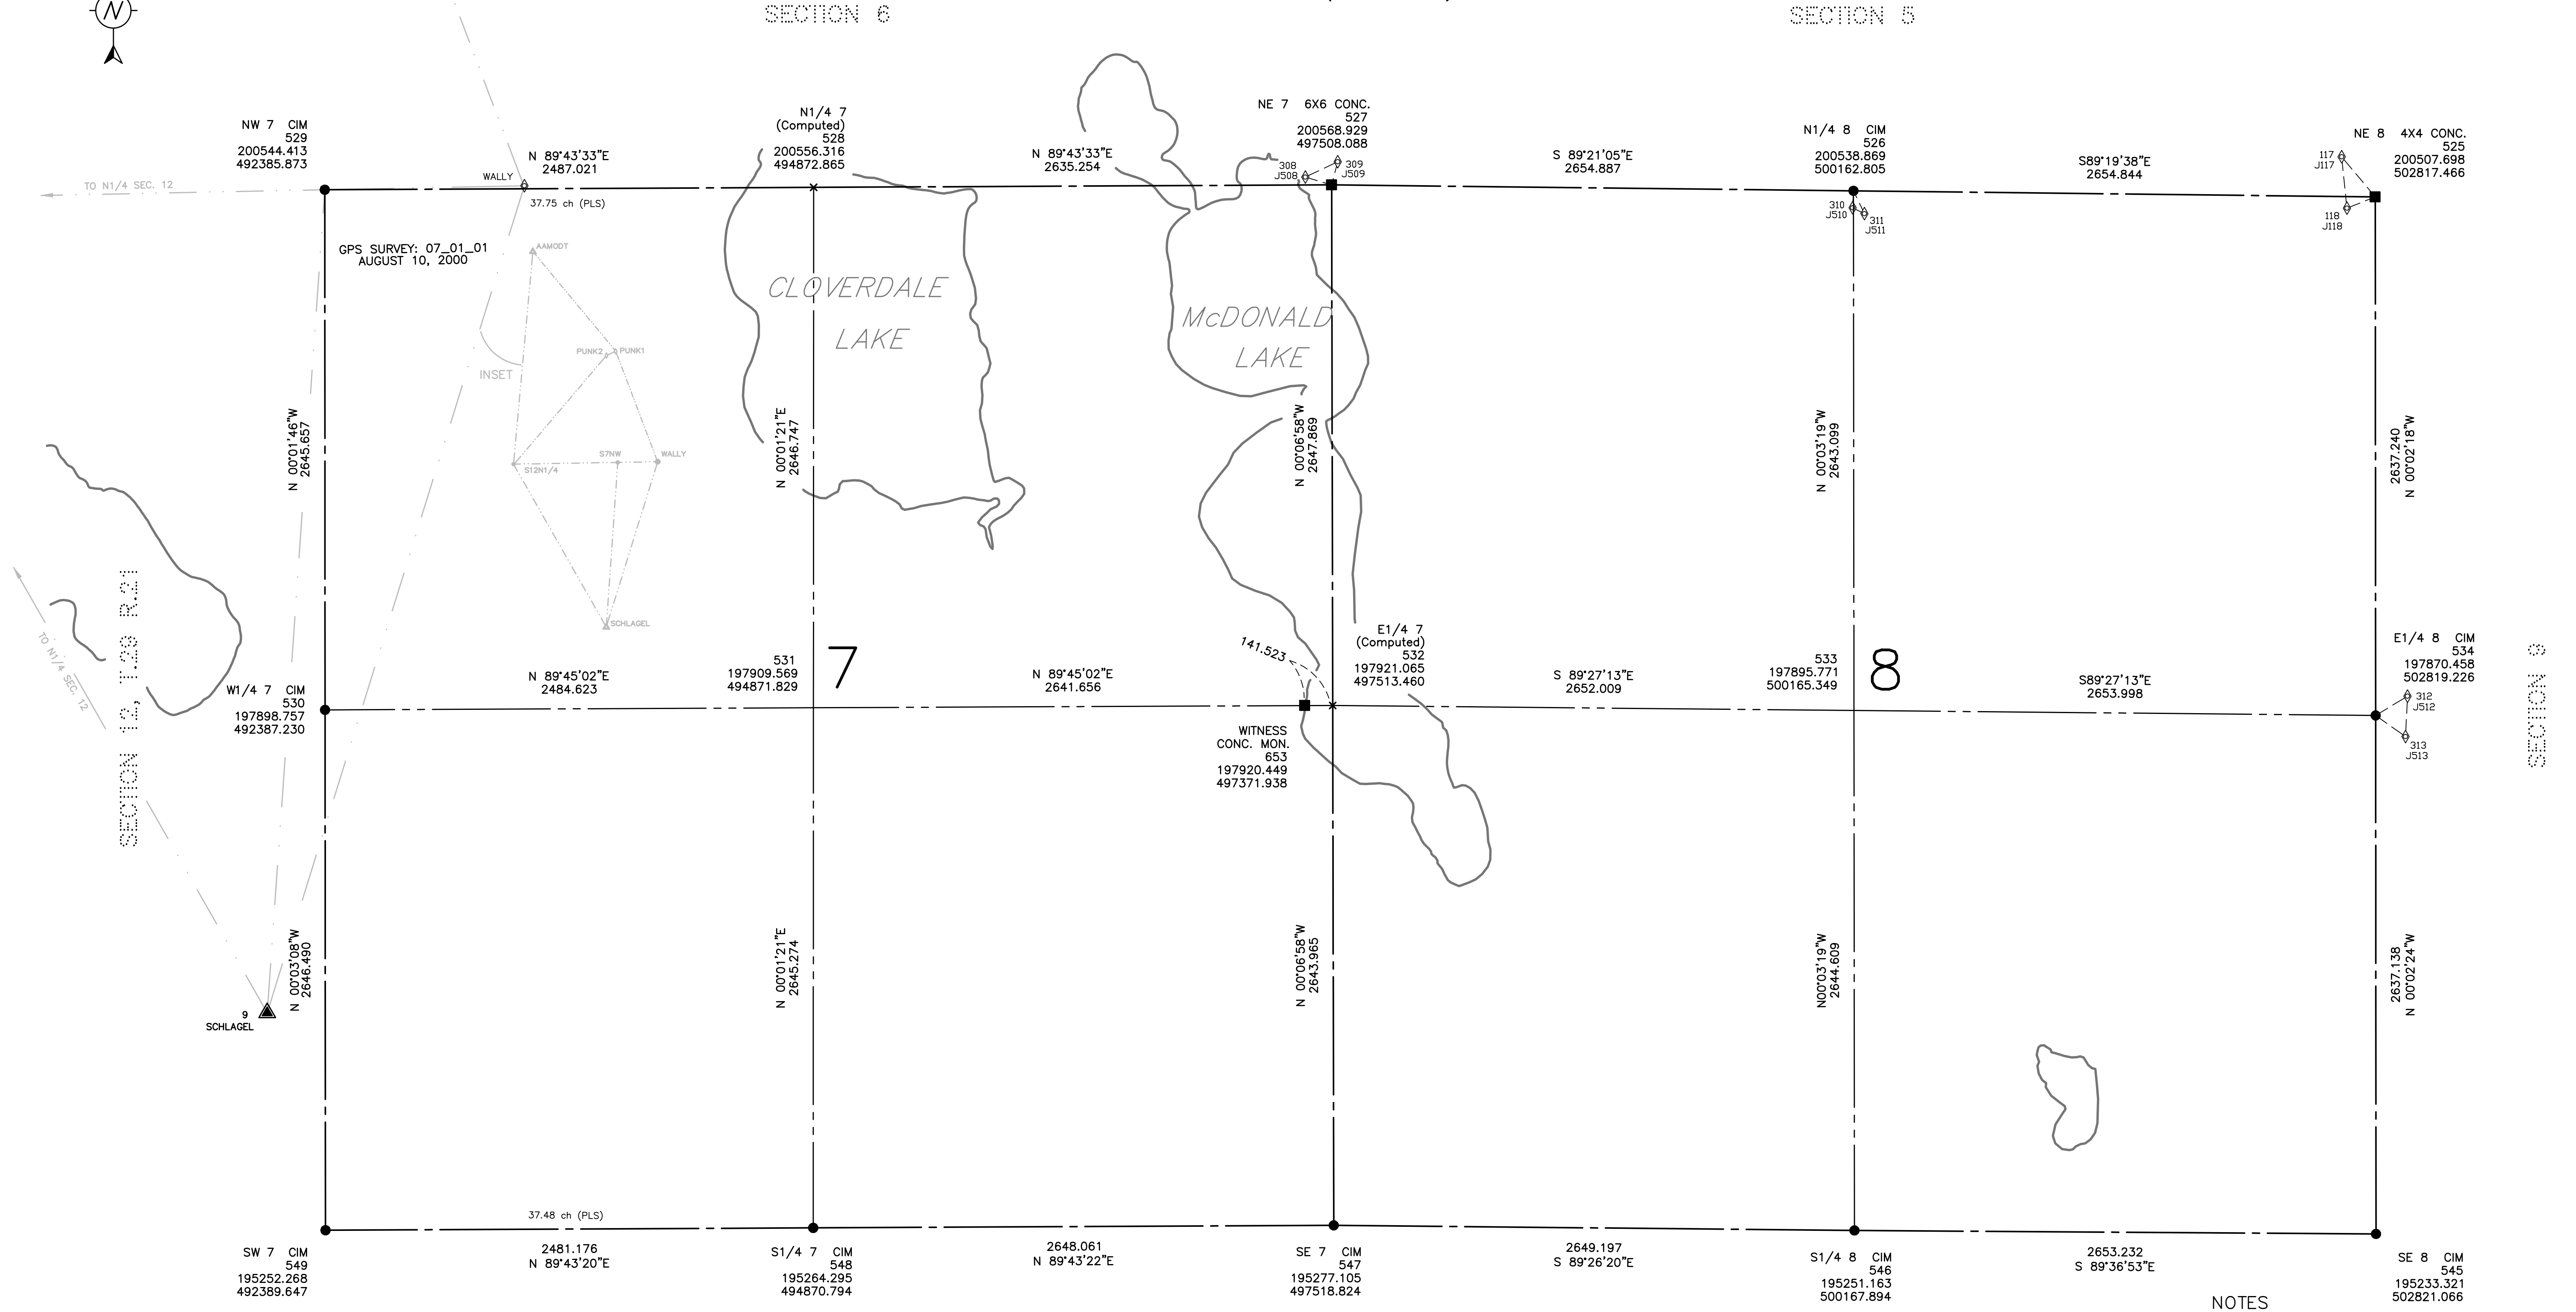 N
SECTION 6
SECTION 5
NW 7 CIM
529
200544.413
492385.873
N 89°43'33"E
2487.021
N1/4 7
(Computed)
528
200556.316
494872.865
N 89°43'33"E
2635.254
NE 7 6X6 CONC.
527
200568.929
497508.088
308
J508
309
J509
S 89°21'05"E
2654.887
N1/4 8 CIM
526
200538.869
500162.805
310
J510
311
J511
S89°19'38"E
2654.844
117
J117
118
J118
NE 8 4X4 CONC.
525
200507.698
502817.466
TO N1/4 SEC. 12
WALLY
37.75 ch (PLS)
GPS SURVEY: 07_01_01
AUGUST 10, 2000
AAMODT
PUNK2
PUNK1
INSET
S7NW
WALLY
S12N1/4
SCHLAGEL
CLOVERDALE
LAKE
McDONALD
LAKE
N 00°01'46"W
2645.657
N 00°01'21"E
2646.747
N 00°06'58"W
2647.869
N 00°03'19"W
2643.099
2637.240
N 00°02'18"W
SECTION 12, T.29 R.21
TO N1/4 SEC. 12
W1/4 7 CIM
530
197898.757
492387.230
N 89°45'02"E
2484.623
531
197909.569
494871.829
7
N 89°45'02"E
2641.656
141.523
E1/4 7
(Computed)
532
197921.065
497513.460
WITNESS
CONC. MON.
653
197920.449
497371.938
S 89°27'13"E
2652.009
533
197895.771
500165.349
8
S89°27'13"E
2653.998
E1/4 8 CIM
534
197870.458
502819.226
312
J512
313
J513
SECTION 9
9
SCHLAGEL
N 00°03'08"W
2646.490
N 00°01'21"E
2645.274
N 00°06'58"W
2643.965
N00°03'19"W
2644.609
2637.138
N 00°02'24"W
37.48 ch (PLS)
SW 7 CIM
549
195252.268
492389.647
2481.176
N 89°43'20"E
S1/4 7 CIM
548
195264.295
494870.794
2648.061
N 89°43'22"E
SE 7 CIM
547
195277.105
497518.824
2649.197
S 89°26'20"E
S1/4 8 CIM
546
195251.163
500167.894
2653.232
S 89°36'53"E
SE 8 CIM
545
195233.321
502821.066
NOTES